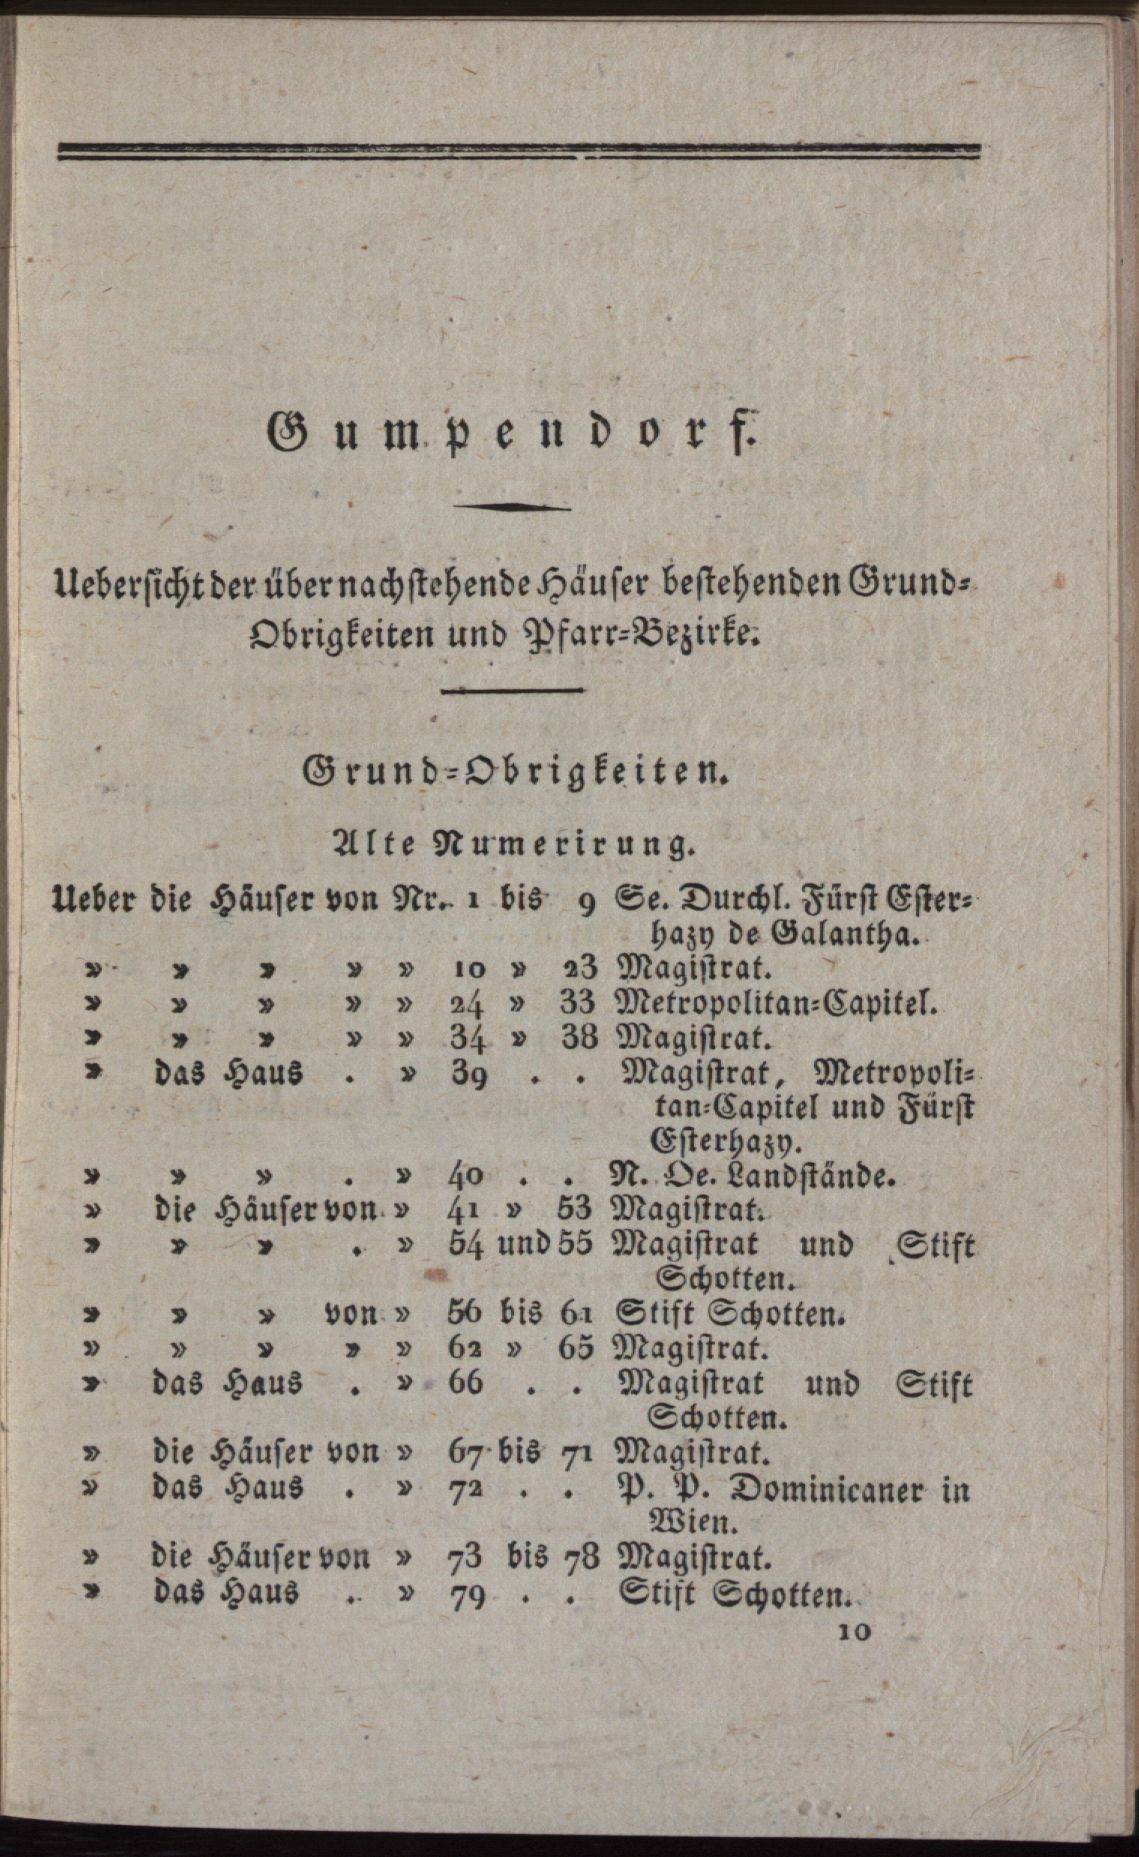 Gumpendorf.
Uebersicht der über nachstehende Häuser bestehenden Grund-
Obrigkeiten und Pfarr-Bezirke.
Grund-Obrigkeiten.
Alte Numerirung.
Ueber die Häuser von Nr. 1 bis 9 Se. Durchl. Fürst Ester-
hazy de Galantha.
» » » » » 10 » 23 Magistrat.
» » » » » 24 » 33 Metropolitan-Capitel.
» » » » » 34 » 38 Magistrat.
» das Haus . » 39 . . Magistrat, Metropoli-
tan-Capitel und Fürst
Esterhazy.
» » » . » 40 . . N. Oe. Landstände.
» die Häuser von » 41 » 53 Magistrat.
» » » . » 54 und 55 Magistrat und Stift
Schotten.
» » » von » 56 bis 61 Stift Schotten.
» » » » » 62 » 65 Magistrat.
» das Haus . » 66 . . Magistrat und Stift
Schotten.
» die Häuser von » 67 bis 71 Magistrat.
» das Haus . » 72 . . P. P. Dominicaner in
Wien.
» die Häuser von » 73 bis 78 Magistrat.
» das Haus . » 79 . . Stift Schotten.
10